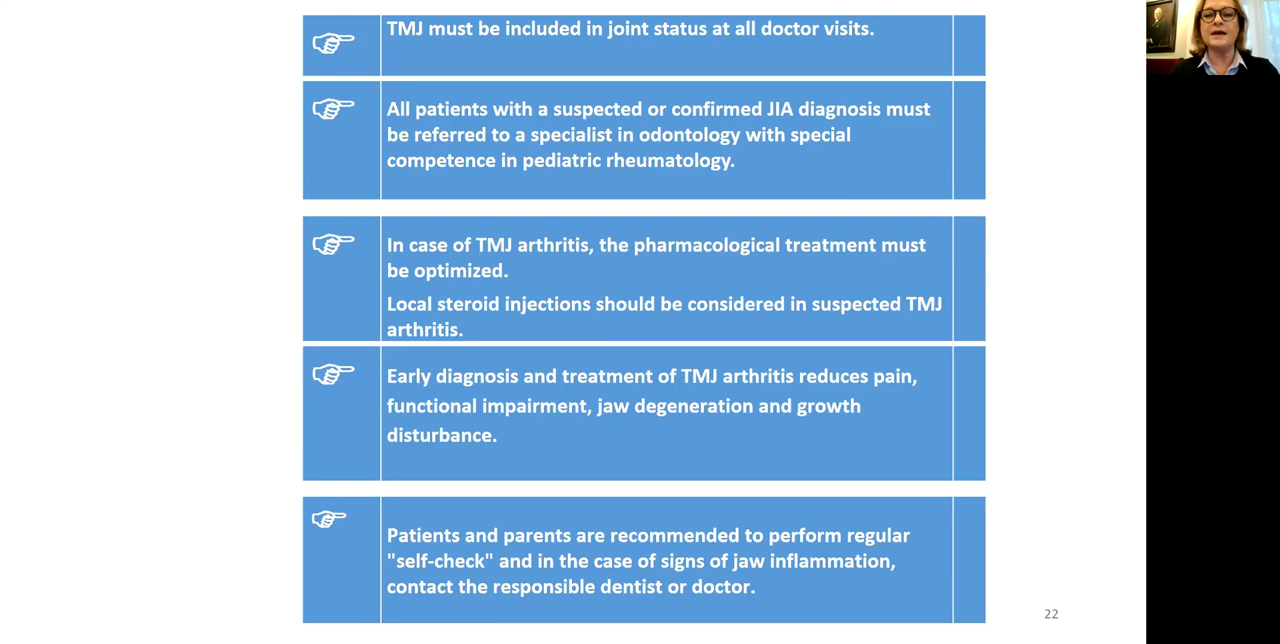 TMJ must be included in joint status at all doctor visits.
All patients with a suspected or confirmed JIA diagnosis must
be referred to a specialist in odontology with special
competence in pediatric rheumatology.
In case of TMJ arthritis, the pharmacological treatment must
be optimized.
Local steroid injections should be considered in suspected TMJ
arthritis.
Early diagnosis and treatment of TMJ arthritis reduces pain,
functional impairment, jaw degeneration and growth
disturbance.
Patients and parents are recommended to perform regular
"self-check" and in the case of signs of jaw inflammation,
contact the responsible dentist or doctor.
22